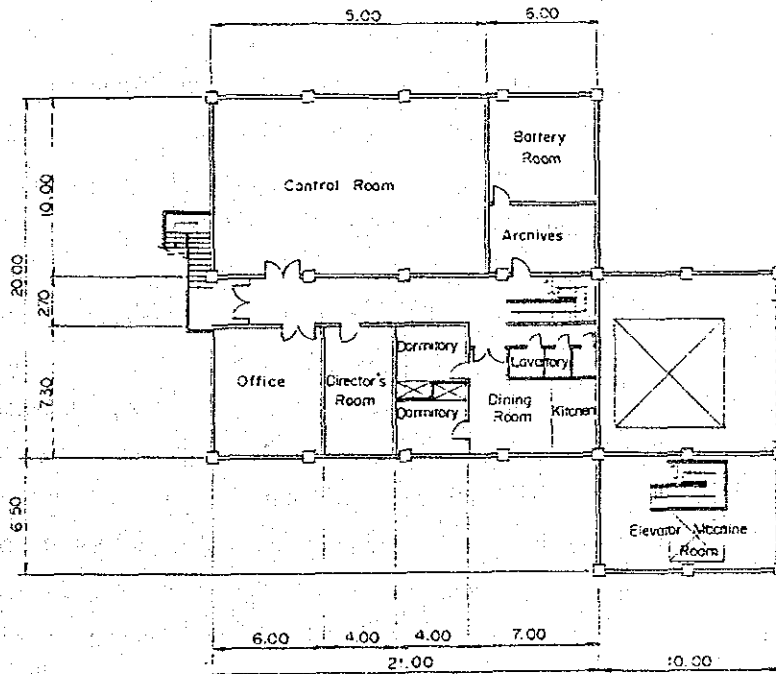 5.00 6.00
Battery
Room
Control Room
Archives
10.00
20.00
2.70
Dormitory
Lavatory
Office
Director's
Room
Dining
Room
Kitchen
Dormitory
7.30
6.50
Elevator Machine
Room
6.00 4.00 4.00 7.00
21.00 10.00